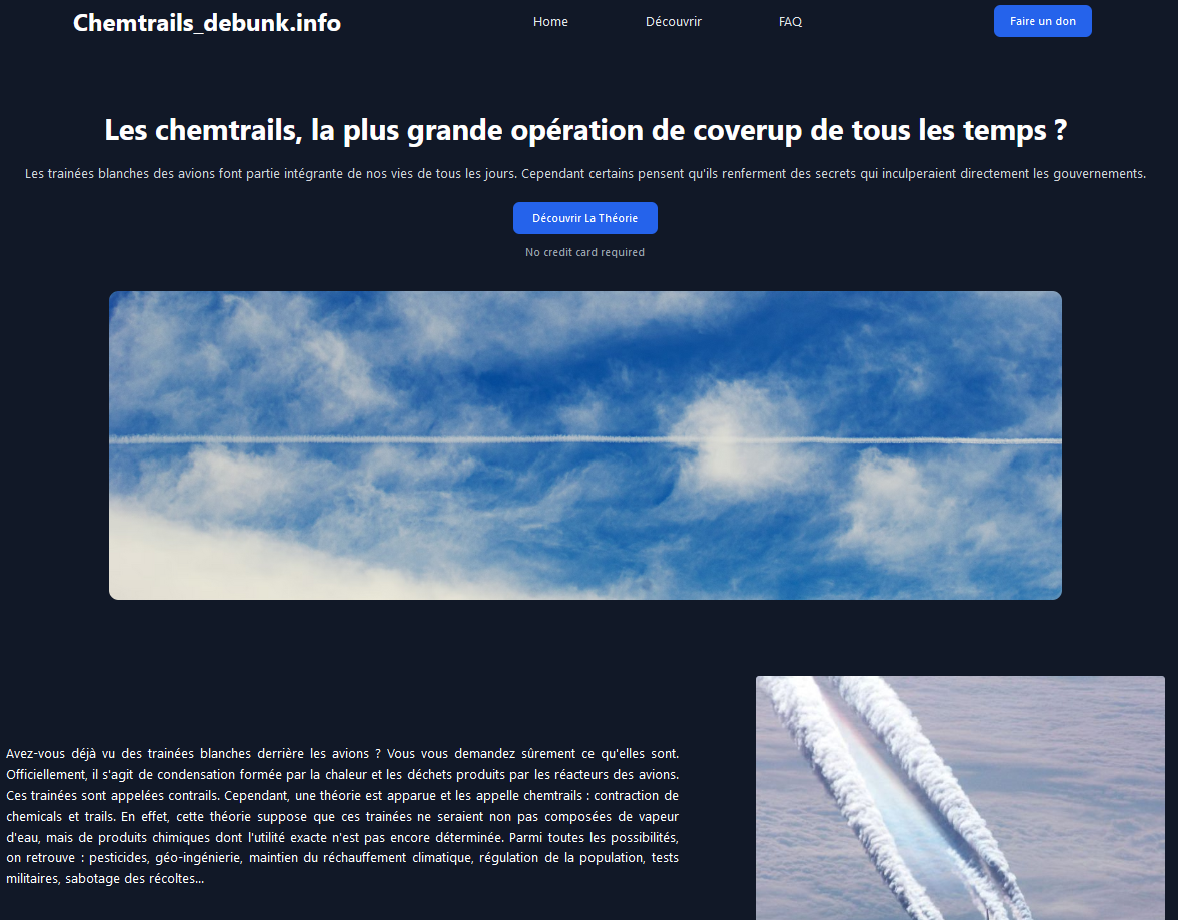 Chemtrails_debunk.info
Home
Découvrir
FAQ
Faire un don
Les chemtrails, la plus grande opération de coverup de tous les temps ?
Les trainées blanches des avions font partie intégrante de nos vies de tous les jours. Cependant certains pensent qu'ils renferment des secrets qui inculperaient directement les gouvernements.
Découvrir La Théorie
No credit card required
Avez-vous déjà vu des trainées blanches derrière les avions ? Vous vous demandez sûrement ce qu'elles sont.
Officiellement, il s'agit de condensation formée par la chaleur et les déchets produits par les réacteurs des avions.
Ces trainées sont appelées contrails. Cependant, une théorie est apparue et les appelle chemtrails : contraction de
chemicals et trails. En effet, cette théorie suppose que ces trainées ne seraient non pas composées de vapeur
d'eau, mais de produits chimiques dont l'utilité exacte n'est pas encore déterminée. Parmi toutes les possibilités,
on retrouve : pesticides, géo-ingénierie, maintien du réchauffement climatique, régulation de la population, tests
militaires, sabotage des récoltes...